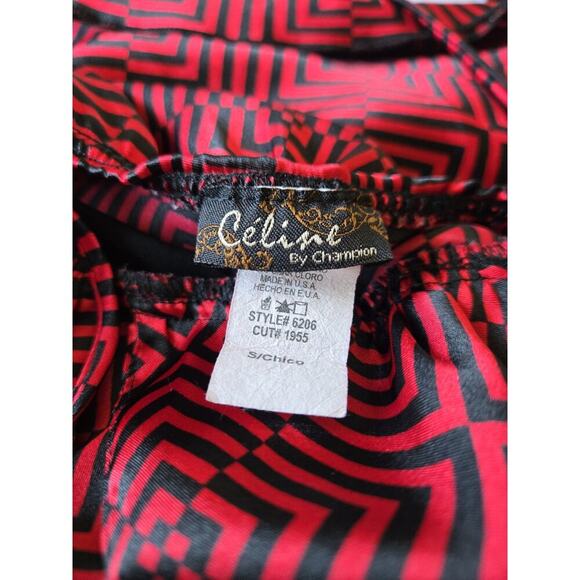 Céline
By Champion
CLORO
MADE IN U.S.A
HECHO EN E.U.A.
STYLE# 6206
CUT# 1955
S/Chico